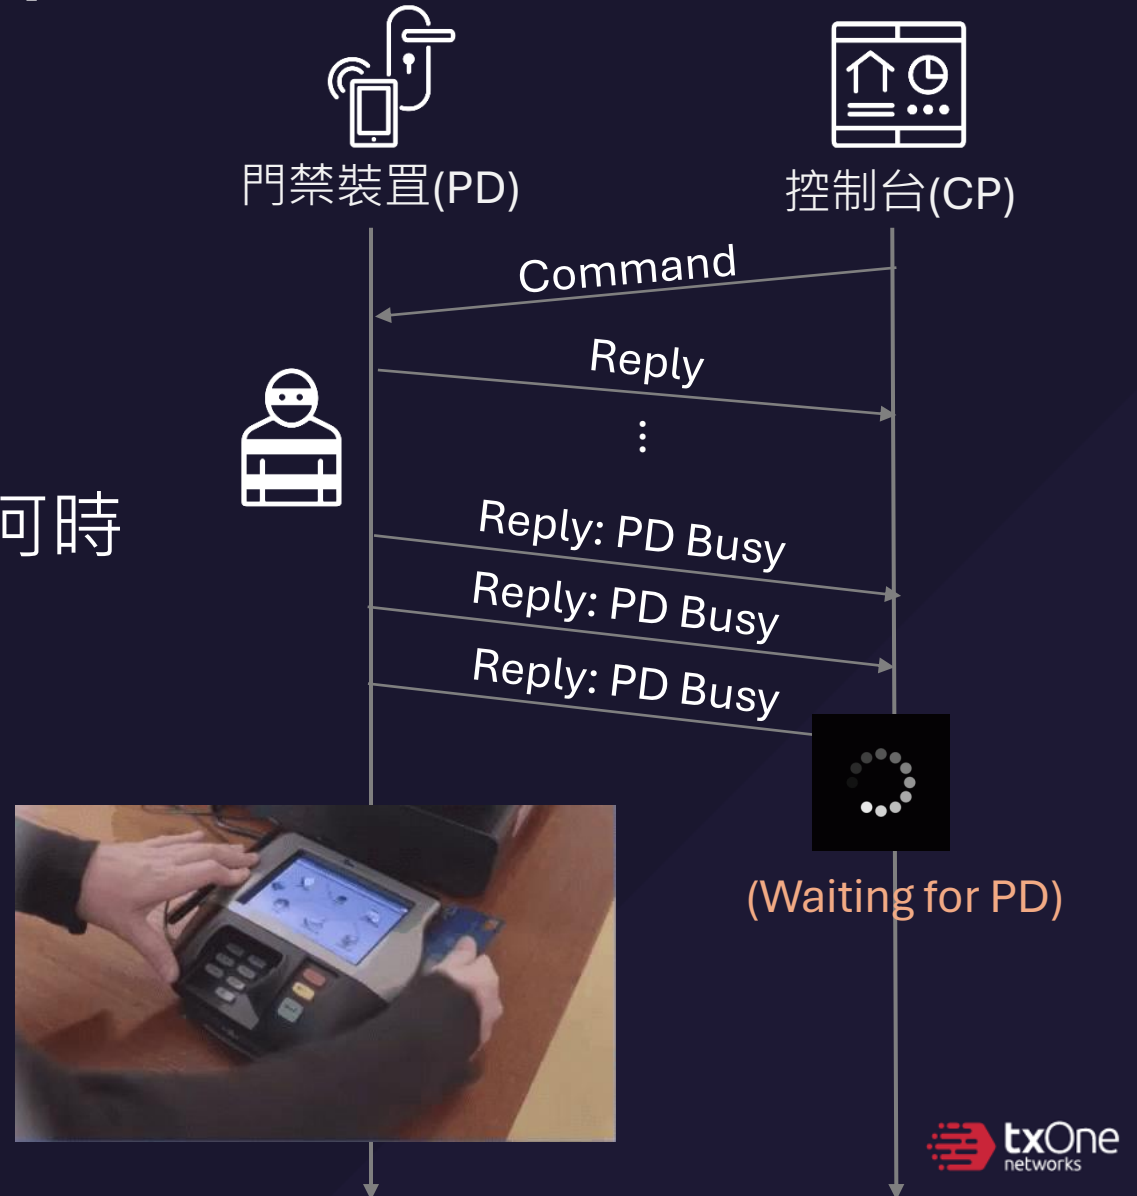 門禁裝置(PD)
控制台(CP)
Command
Reply
⋮
何時
Reply: PD Busy
Reply: PD Busy
Reply: PD Busy
(Waiting for PD)
txOne
networks